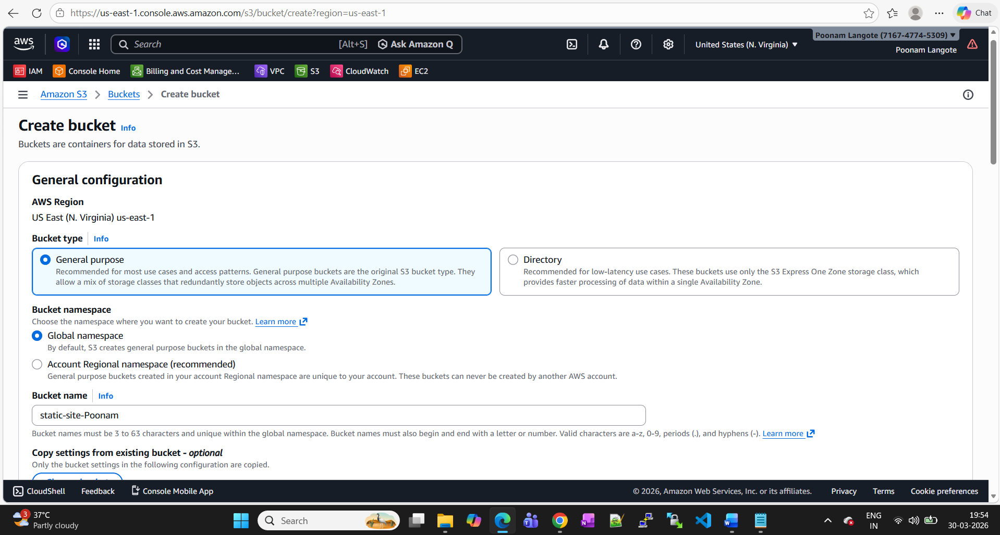 https://us-east-1.console.aws.amazon.com/s3/bucket/create?region=us-east-1
Chat
aws
Search
[Alt+S]
Ask Amazon Q
United States (N. Virginia)
Poonam Langote (7167-4774-5309)
Poonam Langote
IAM
Console Home
Billing and Cost Manage...
VPC
S3
CloudWatch
EC2
Amazon S3
Buckets
Create bucket
Create bucket Info
Buckets are containers for data stored in S3.
General configuration
AWS Region
US East (N. Virginia) us-east-1
Bucket type Info
General purpose
Recommended for most use cases and access patterns. General purpose buckets are the original S3 bucket type. They
allow a mix of storage classes that redundantly store objects across multiple Availability Zones.
Directory
Recommended for low-latency use cases. These buckets use only the S3 Express One Zone storage class, which
provides faster processing of data within a single Availability Zone.
Bucket namespace
Choose the namespace where you want to create your bucket. Learn more
Global namespace
By default, S3 creates general purpose buckets in the global namespace.
Account Regional namespace (recommended)
General purpose buckets created in your account Regional namespace are unique to your account. These buckets can never be created by another AWS account.
Bucket name Info
static-site-Poonam
Bucket names must be 3 to 63 characters and unique within the global namespace. Bucket names must also begin and end with a letter or number. Valid characters are a-z, 0-9, periods (.), and hyphens (-). Learn more
Copy settings from existing bucket - optional
Only the bucket settings in the following configuration are copied.
CloudShell
Feedback
Console Mobile App
© 2026, Amazon Web Services, Inc. or its affiliates.
Privacy
Terms
Cookie preferences
3
37°C
Partly cloudy
Search
ENG
IN
19:54
30-03-2026